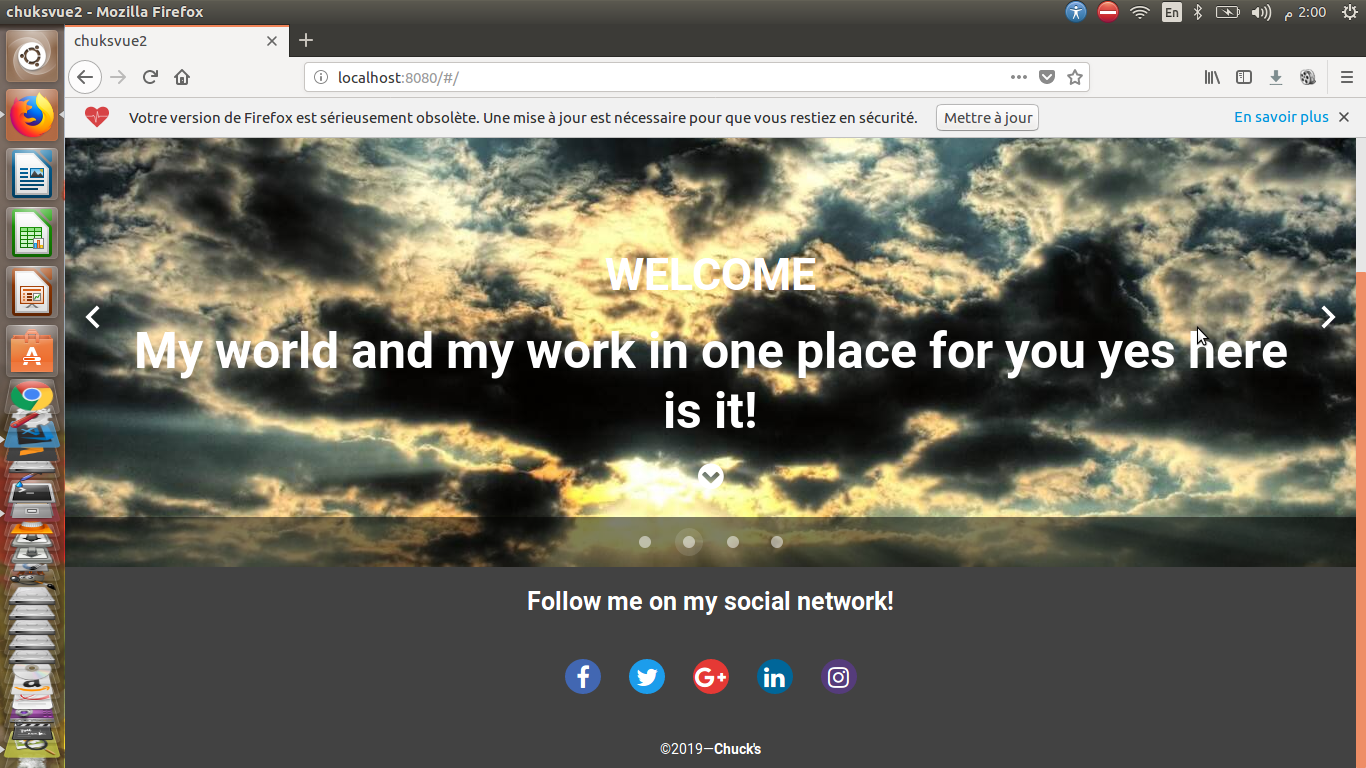 chuksvue2 - Mozilla Firefox
En
2:00 م
chuksvue2
localhost:8080/#/
Votre version de Firefox est sérieusement obsolète. Une mise à jour est nécessaire pour que vous restiez en sécurité.
Mettre à jour
En savoir plus
WELCOME
My world and my work in one place for you yes here
is it!
Follow me on my social network!
©2019—Chuck's